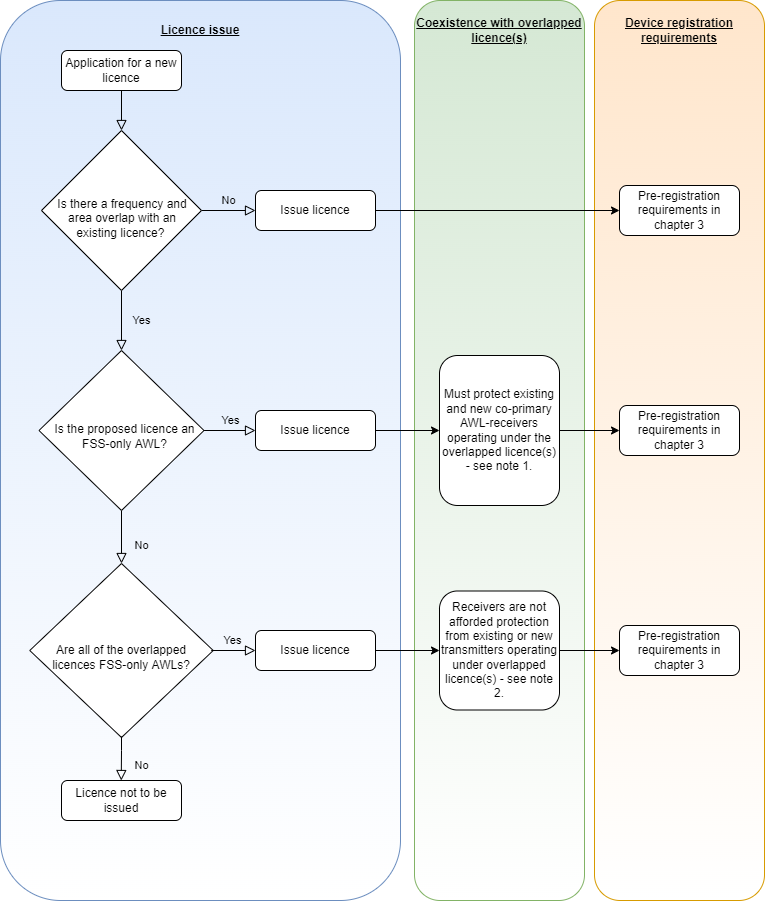 Licence issue
Coexistence with overlapped
licence(s)
Device registration
requirements
Application for a new
licence
Is there a frequency and
area overlap with an
existing licence?
No
Issue licence
Pre-registration
requirements in
chapter 3
Yes
Is the proposed licence an
FSS-only AWL?
Yes
Issue licence
Must protect existing
and new co-primary
AWL-receivers
operating under the
overlapped licence(s)
- see note 1.
Pre-registration
requirements in
chapter 3
No
Are all of the overlapped
licences FSS-only AWLs?
Yes
Issue licence
Receivers are not
afforded protection
from existing or new
transmitters operating
under overlapped
licence(s) - see note
2.
Pre-registration
requirements in
chapter 3
No
Licence not to be
issued